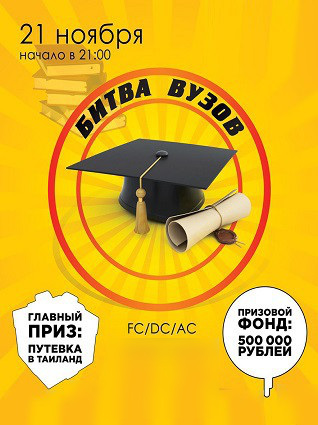 21 ноября
начало в 21:00
БИТВА ВУЗОВ
FC/DC/AC
ГЛАВНЫЙ
ПРИЗ:
ПУТЕВКА
В ТАИЛАНД
ПРИЗОВОЙ
ФОНД:
500 000
РУБЛЕЙ